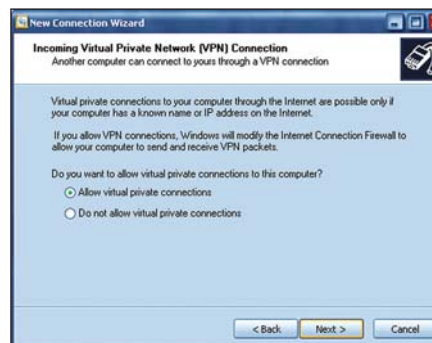 New Connection Wizard
Incoming Virtual Private Network (VPN) Connection
Another computer can connect to yours through a VPN connection
Virtual private connections to your computer through the Internet are possible only if
your computer has a known name or IP address on the Internet.
If you allow VPN connections, Windows will modify the Internet Connection Firewall to
allow your computer to send and receive VPN packets.
Do you want to allow virtual private connections to this computer?
Allow virtual private connections
Do not allow virtual private connections
< Back Next > Cancel